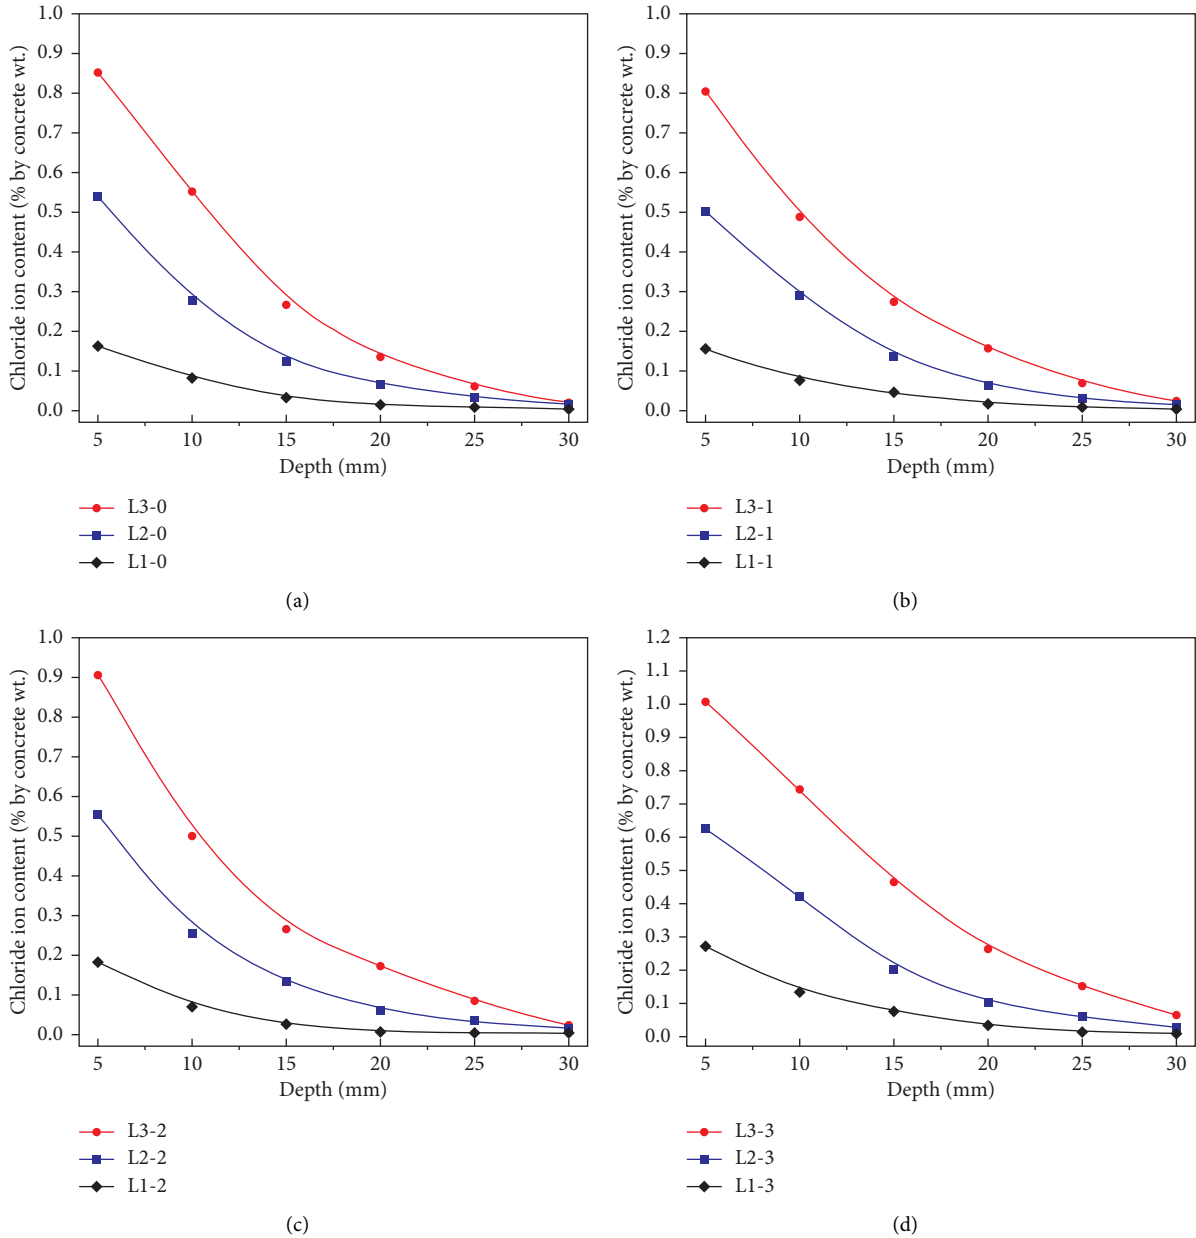 1.0
0.9
0.8
0.7
0.6
0.5
0.4
0.3
0.2
0.1
0.0
Chloride ion content (% by concrete wt.)
5 10 15 20 25 30
Depth (mm)
L3-0
L2-0
L1-0
(a)
1.0
0.9
0.8
0.7
0.6
0.5
0.4
0.3
0.2
0.1
0.0
Chloride ion content (% by concrete wt.)
5 10 15 20 25 30
Depth (mm)
L3-1
L2-1
L1-1
(b)
1.0
0.9
0.8
0.7
0.6
0.5
0.4
0.3
0.2
0.1
0.0
Chloride ion content (% by concrete wt.)
5 10 15 20 25 30
Depth (mm)
L3-2
L2-2
L1-2
(c)
1.2
1.1
1.0
0.9
0.8
0.7
0.6
0.5
0.4
0.3
0.2
0.1
0.0
Chloride ion content (% by concrete wt.)
5 10 15 20 25 30
Depth (mm)
L3-3
L2-3
L1-3
(d)